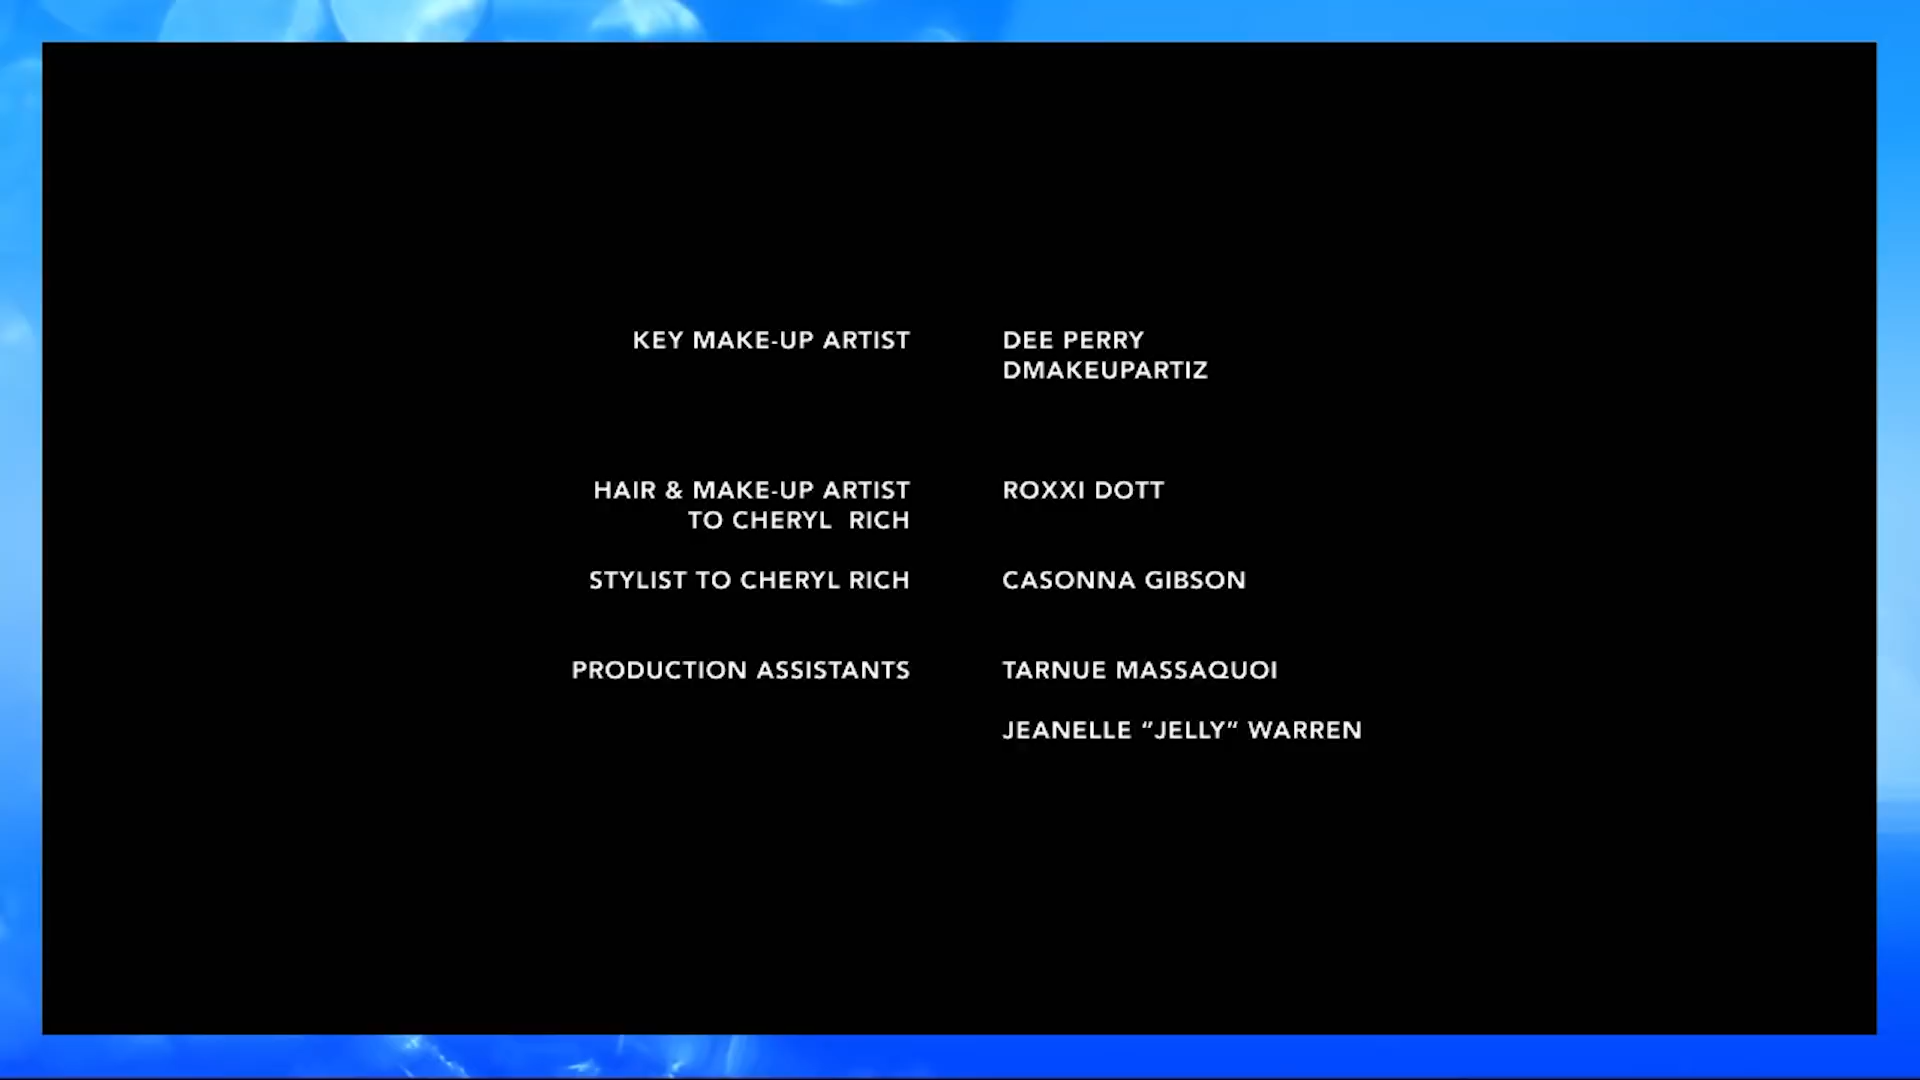 KEY MAKE-UP ARTIST DEE PERRY
DMAKEUPARTIZ
HAIR & MAKE-UP ARTIST ROXXI DOTT
TO CHERYL  RICH
STYLIST TO CHERYL RICH CASONNA GIBSON
PRODUCTION ASSISTANTS TARNUE MASSAQUOI
JEANELLE “JELLY” WARREN